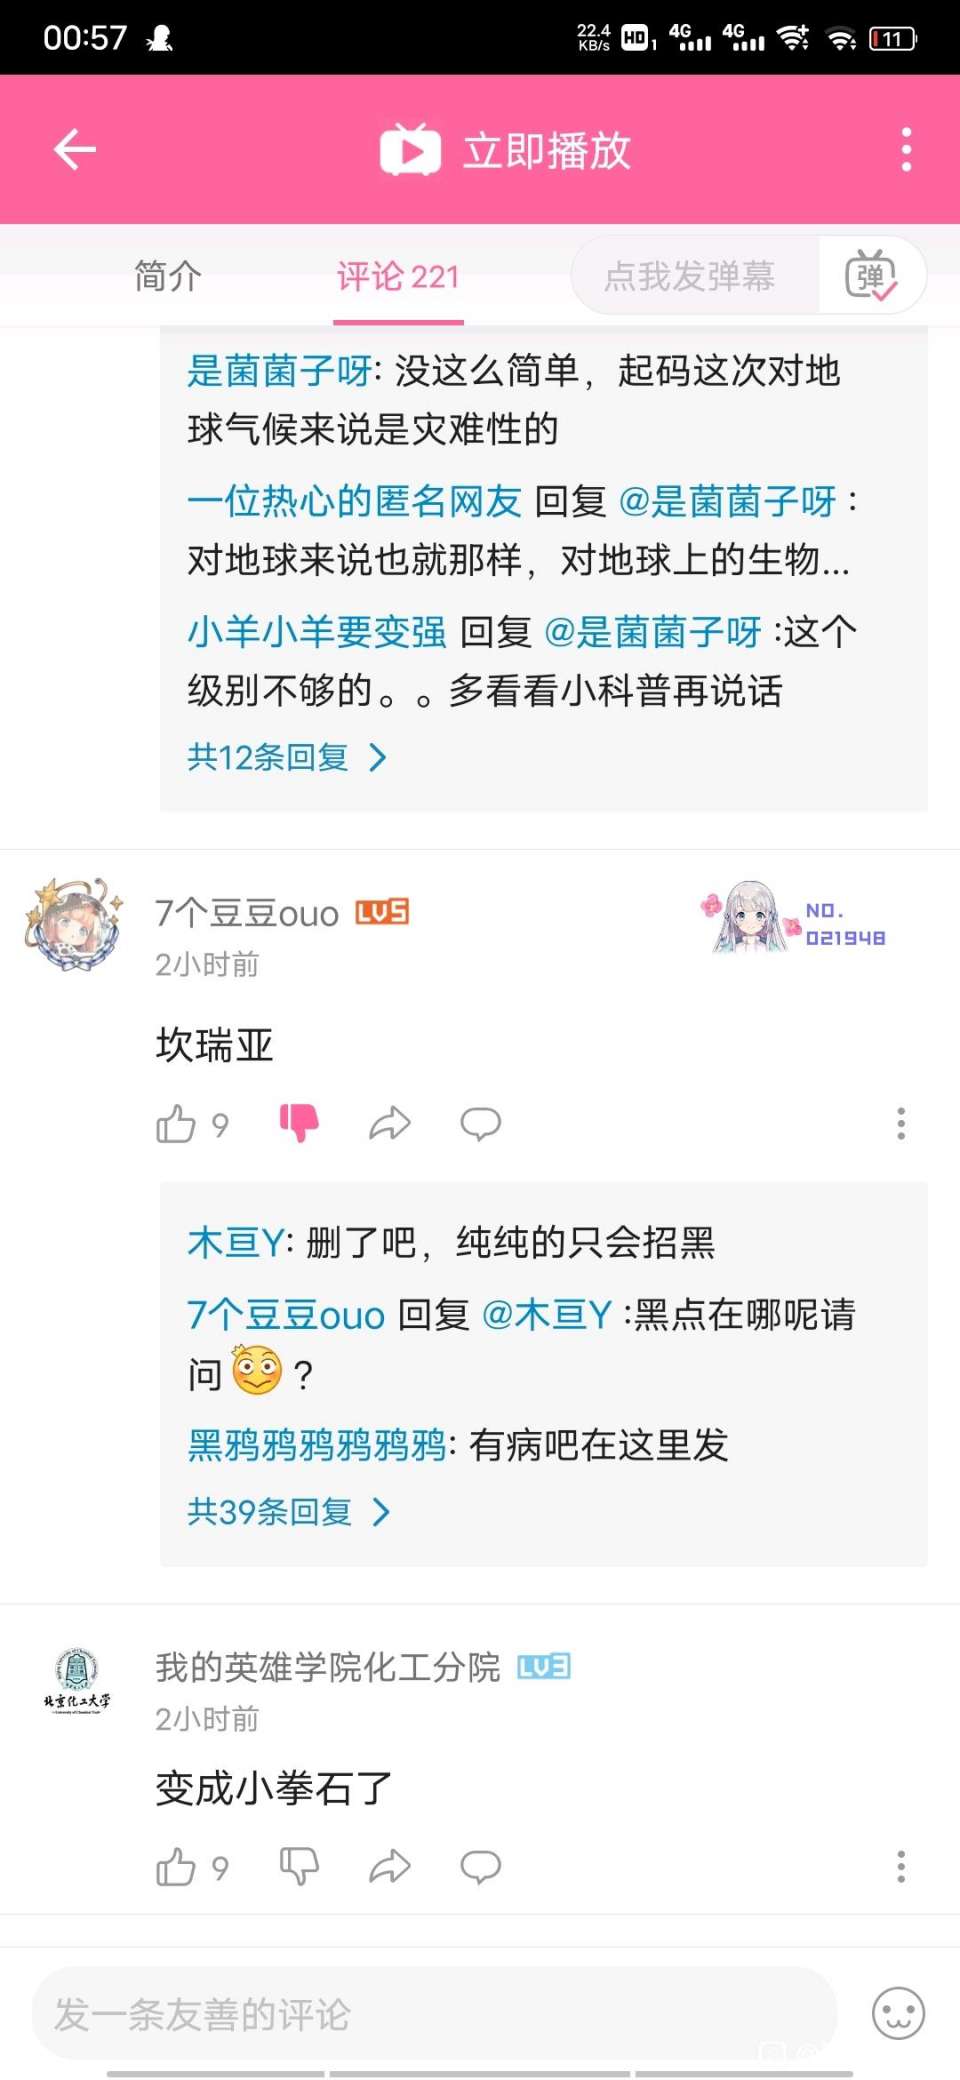 00:57
22.4
KB/s
HD
1
4G
4G
11
立即播放
简介
评论 221
点我发弹幕
弹
是菌菌子呀: 没这么简单，起码这次对地
球气候来说是灾难性的
一位热心的匿名网友 回复 @是菌菌子呀 :
对地球来说也就那样，对地球上的生物...
小羊小羊要变强 回复 @是菌菌子呀 :这个
级别不够的。。多看看小科普再说话
共12条回复
7个豆豆ouo LV5
NO.
021948
2小时前
坎瑞亚
9
木亘Y: 删了吧，纯纯的只会招黑
7个豆豆ouo 回复 @木亘Y :黑点在哪呢请
问？
黑鸦鸦鸦鸦鸦鸦: 有病吧在这里发
共39条回复
北京化工大学
我的英雄学院化工分院 LV3
2小时前
变成小拳石了
9
发一条友善的评论